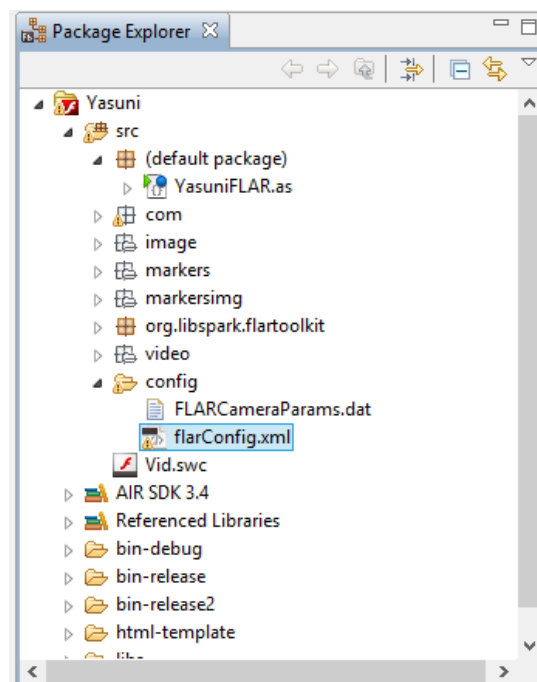 Package Explorer
Yasuni
src
(default package)
YasuniFLAR.as
com
image
markers
markersimg
org.libspark.flartoolkit
video
config
FLARCameraParams.dat
flarConfig.xml
Vid.swc
AIR SDK 3.4
Referenced Libraries
bin-debug
bin-release
bin-release2
html-template